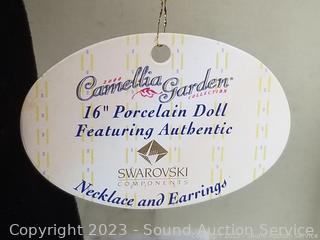 2000
Camellia Garden
COLLECTION
16" Porcelain Doll
Featuring Authentic
SWAROVSKI
COMPONENTS
Necklace and Earrings
Copyright 2023 - Sound Auction Service